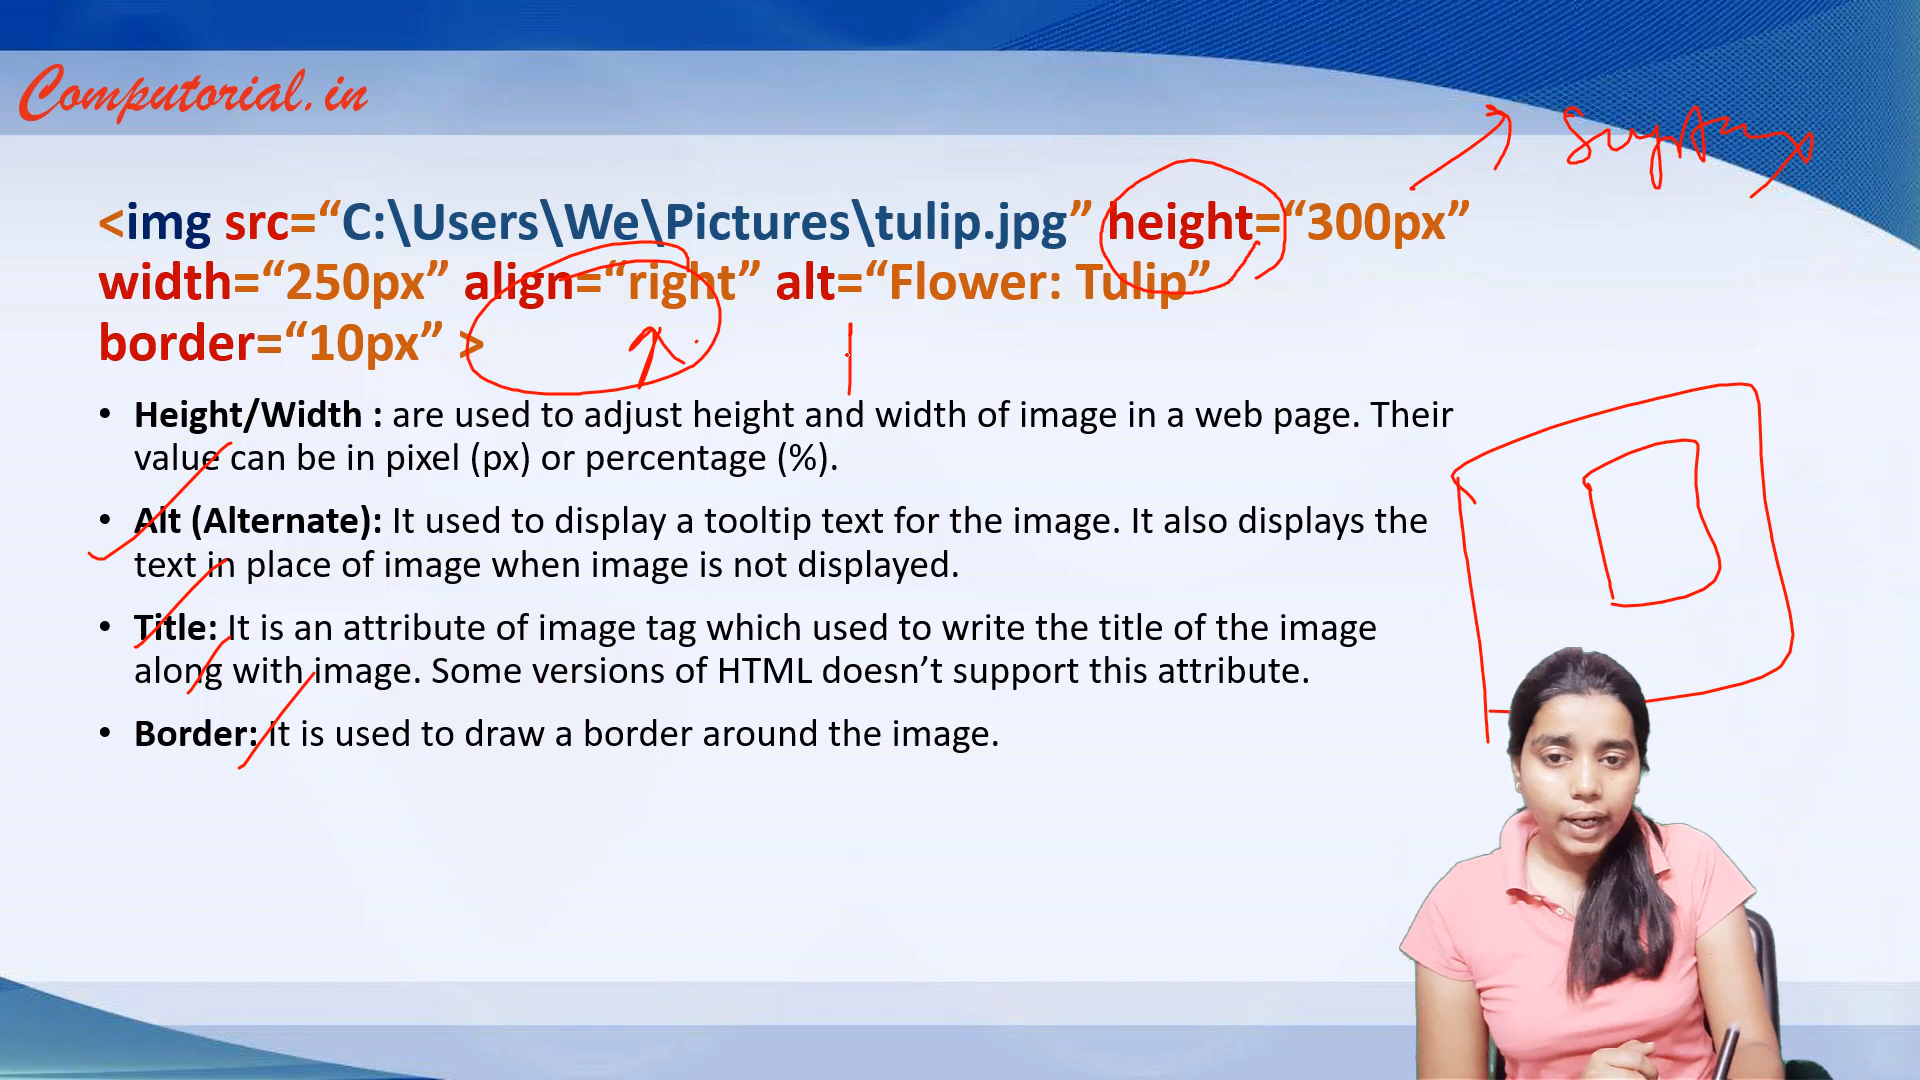 Computorial.in
<img src=“C:\Users\We\Pictures\tulip.jpg” height=“300px”
width=“250px” align=“right” alt=“Flower: Tulip”
border=“10px” >
• Height/Width : are used to adjust height and width of image in a web page. Their
value can be in pixel (px) or percentage (%).
• Alt (Alternate): It used to display a tooltip text for the image. It also displays the
text in place of image when image is not displayed.
• Title: It is an attribute of image tag which used to write the title of the image
along with image. Some versions of HTML doesn’t support this attribute.
• Border: It is used to draw a border around the image.